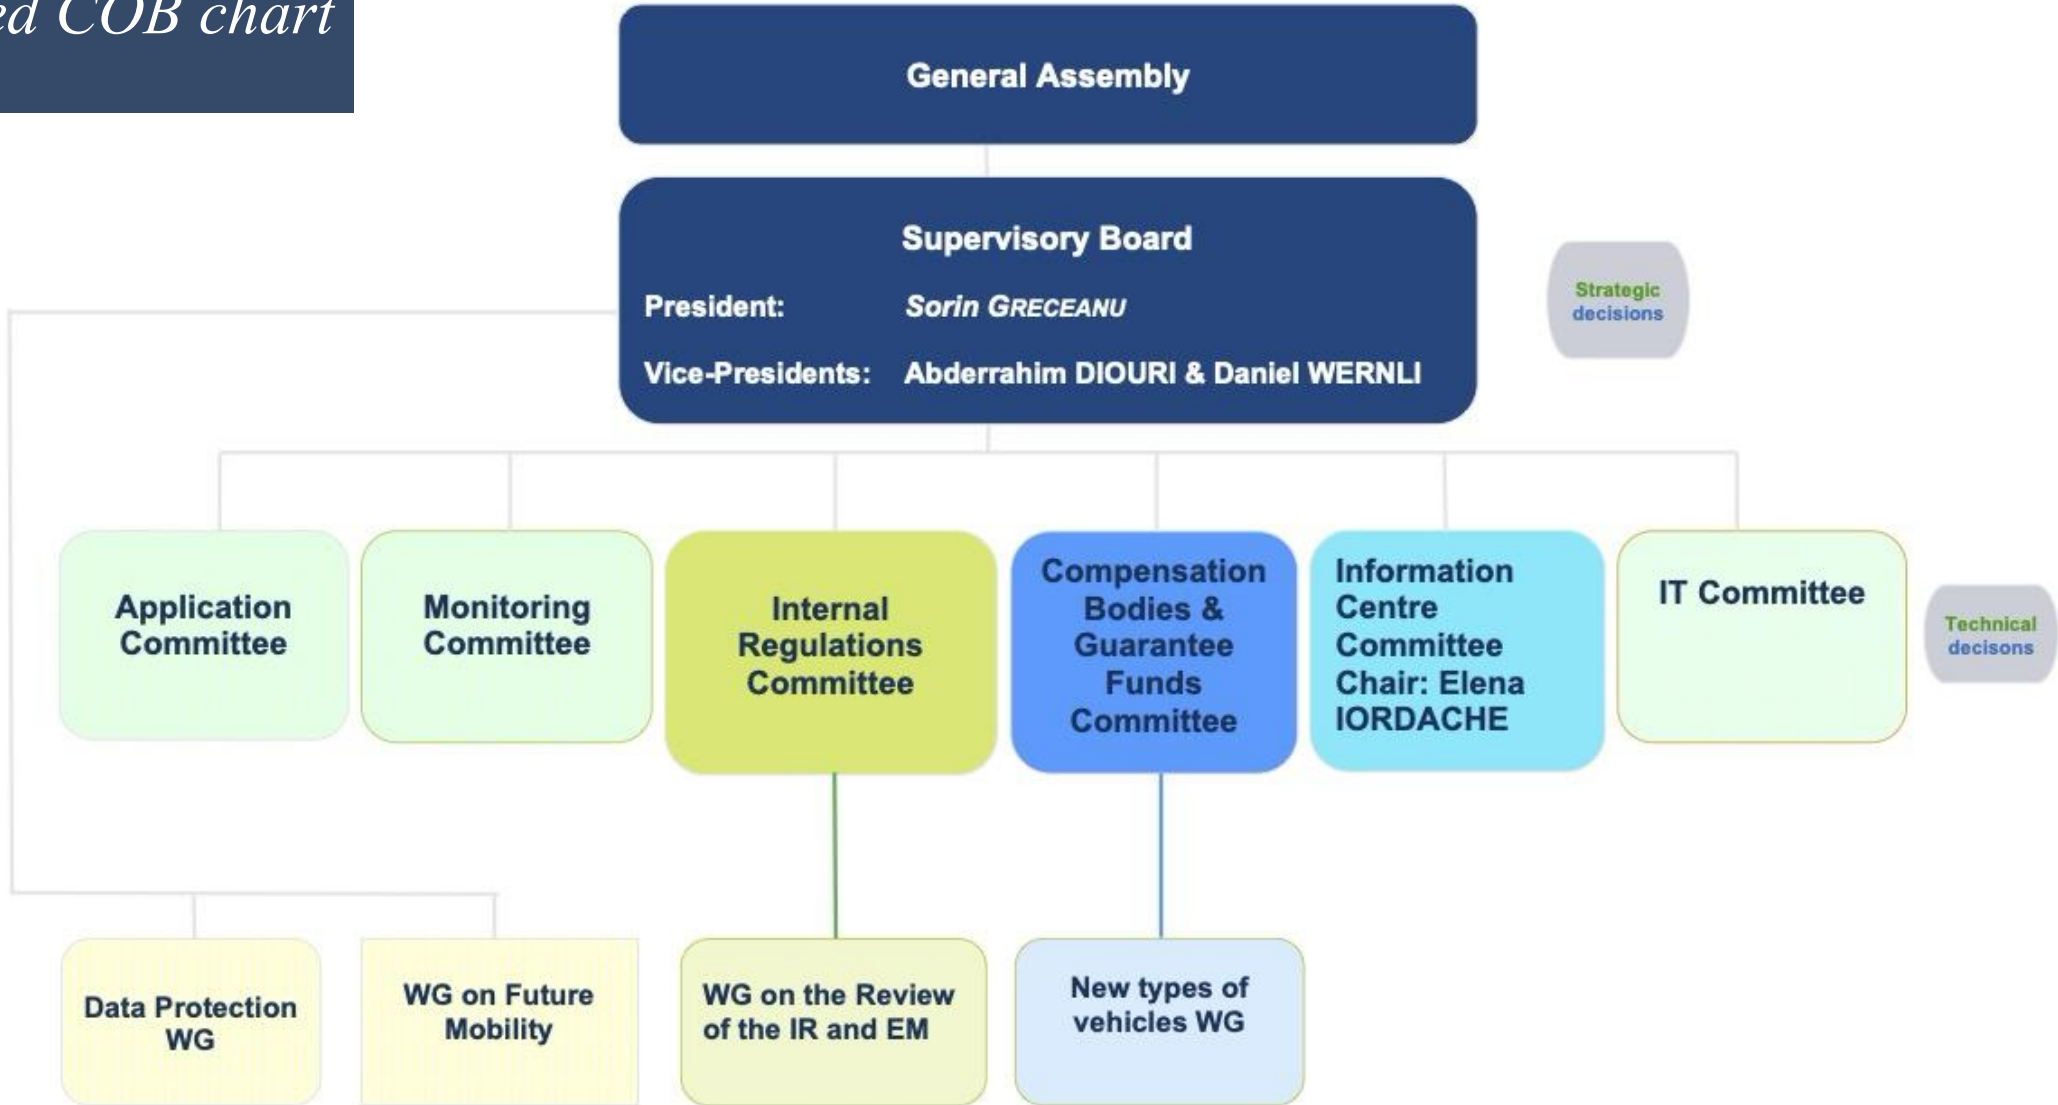 COB chart
General Assembly
Supervisory Board
President: Sorin GRECEANU
Vice-Presidents: Abderrahim DIOURI & Daniel WERNLI
Strategic
decisions
Application
Committee
Monitoring
Committee
Internal
Regulations
Committee
Compensation
Bodies &
Guarantee
Funds
Committee
Information
Centre
Committee
Chair: Elena
IORDACHE
IT Committee
Technical
decisons
Data Protection
WG
WG on Future
Mobility
WG on the Review
of the IR and EM
New types of
vehicles WG